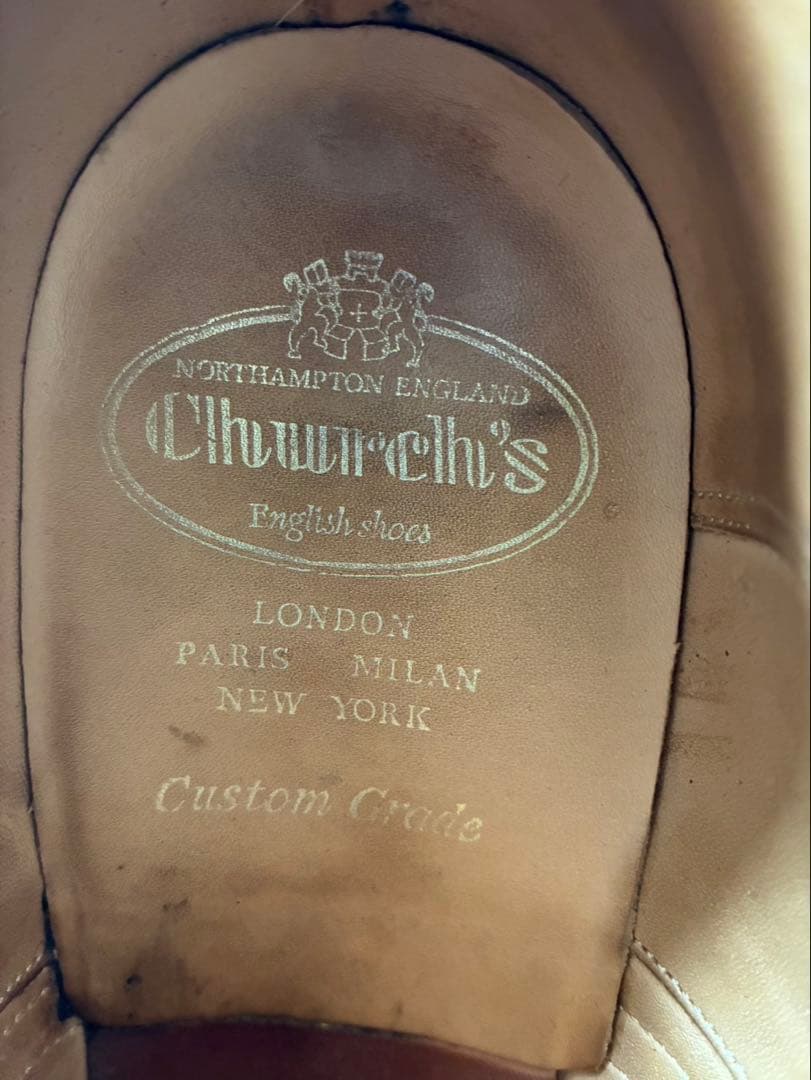 NORTHAMPTON ENGLAND
Church's
English shoes
LONDON
PARIS MILAN
NEW YORK
Custom Grade